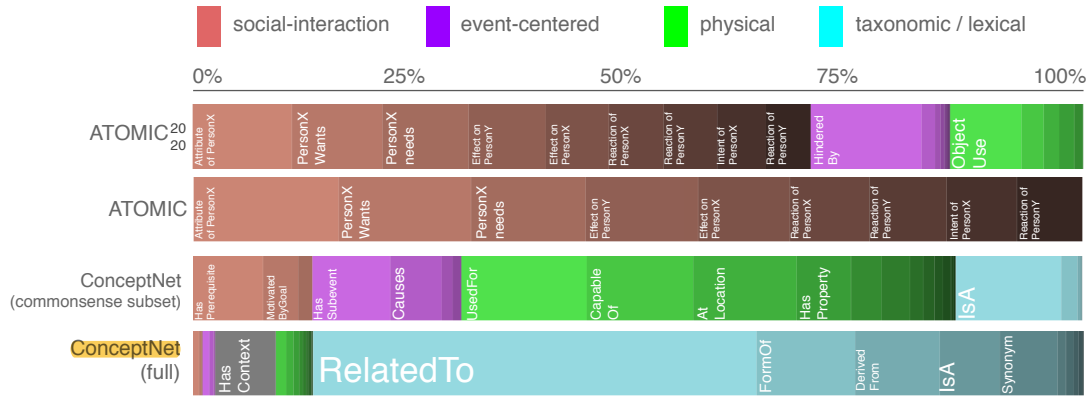 social-interaction event-centered physical taxonomic / lexical
0% 25% 50% 75% 100%
ATOMIC 20 20
Attribute of PersonX
PersonX Wants
PersonX needs
Effect on PersonY
Effect on PersonX
Reaction of PersonX
Reaction of PersonY
Intent of PersonX
Reaction of PersonY
Hindered By
Object Use
ATOMIC
Attribute of PersonX
PersonX Wants
PersonX needs
Effect on PersonY
Effect on PersonX
Reaction of PersonX
Reaction of PersonY
Intent of PersonX
Reaction of PersonY
ConceptNet
(commonsense subset)
Has Prerequisite
Motivated ByGoal
Has Subevent
Causes
UsedFor
Capable Of
At Location
Has Property
IsA
ConceptNet
(full)
Has Context
RelatedTo
FormOf
Derived From
IsA
Synonym